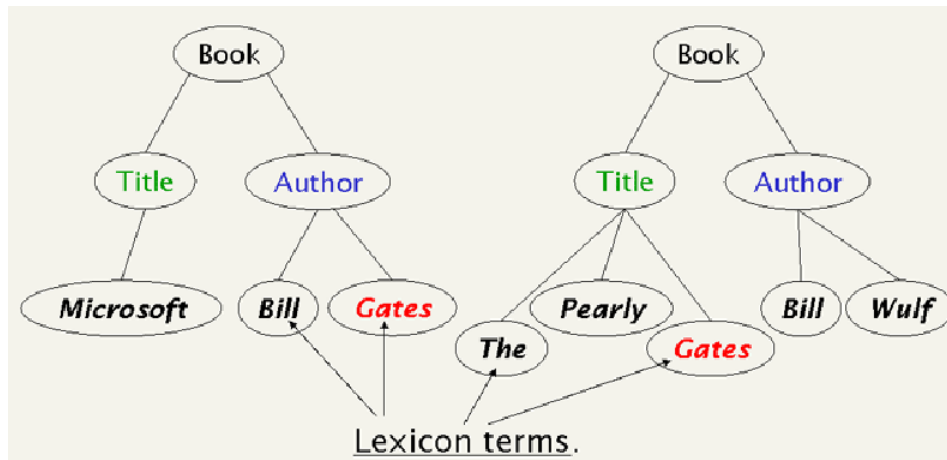 Book Book
Title Author Title Author
Microsoft Bill Gates Pearly Bill Wulf
The Gates
Lexicon terms.